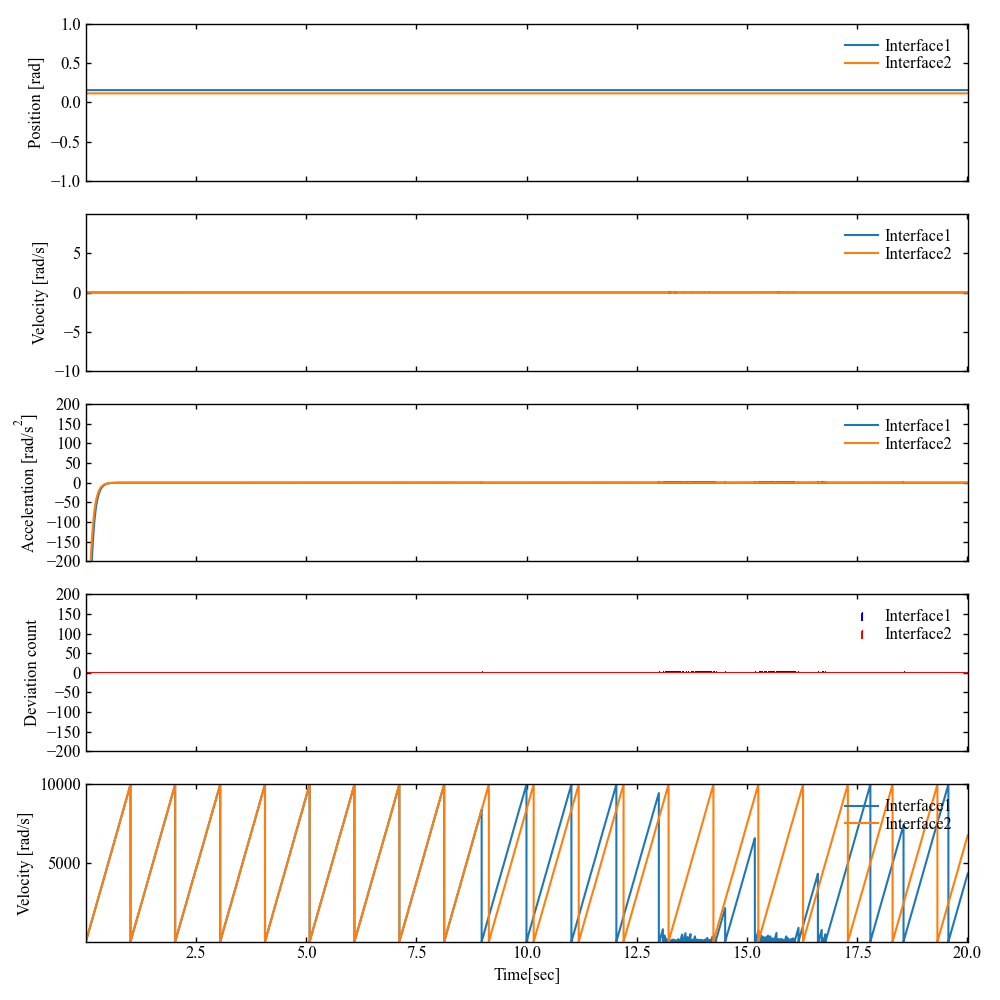 1.0
0.5
0.0
−0.5
−1.0
Position [rad]
Interface1
Interface2
5
0
−5
−10
Velocity [rad/s]
Interface1
Interface2
200
150
100
50
0
−50
−100
−150
−200
Acceleration [rad/s²]
Interface1
Interface2
200
150
100
50
0
−50
−100
−150
−200
Deviation count
Interface1
Interface2
10000
5000
Velocity [rad/s]
Interface1
Interface2
2.5 5.0 7.5 10.0 12.5 15.0 17.5 20.0
Time[sec]